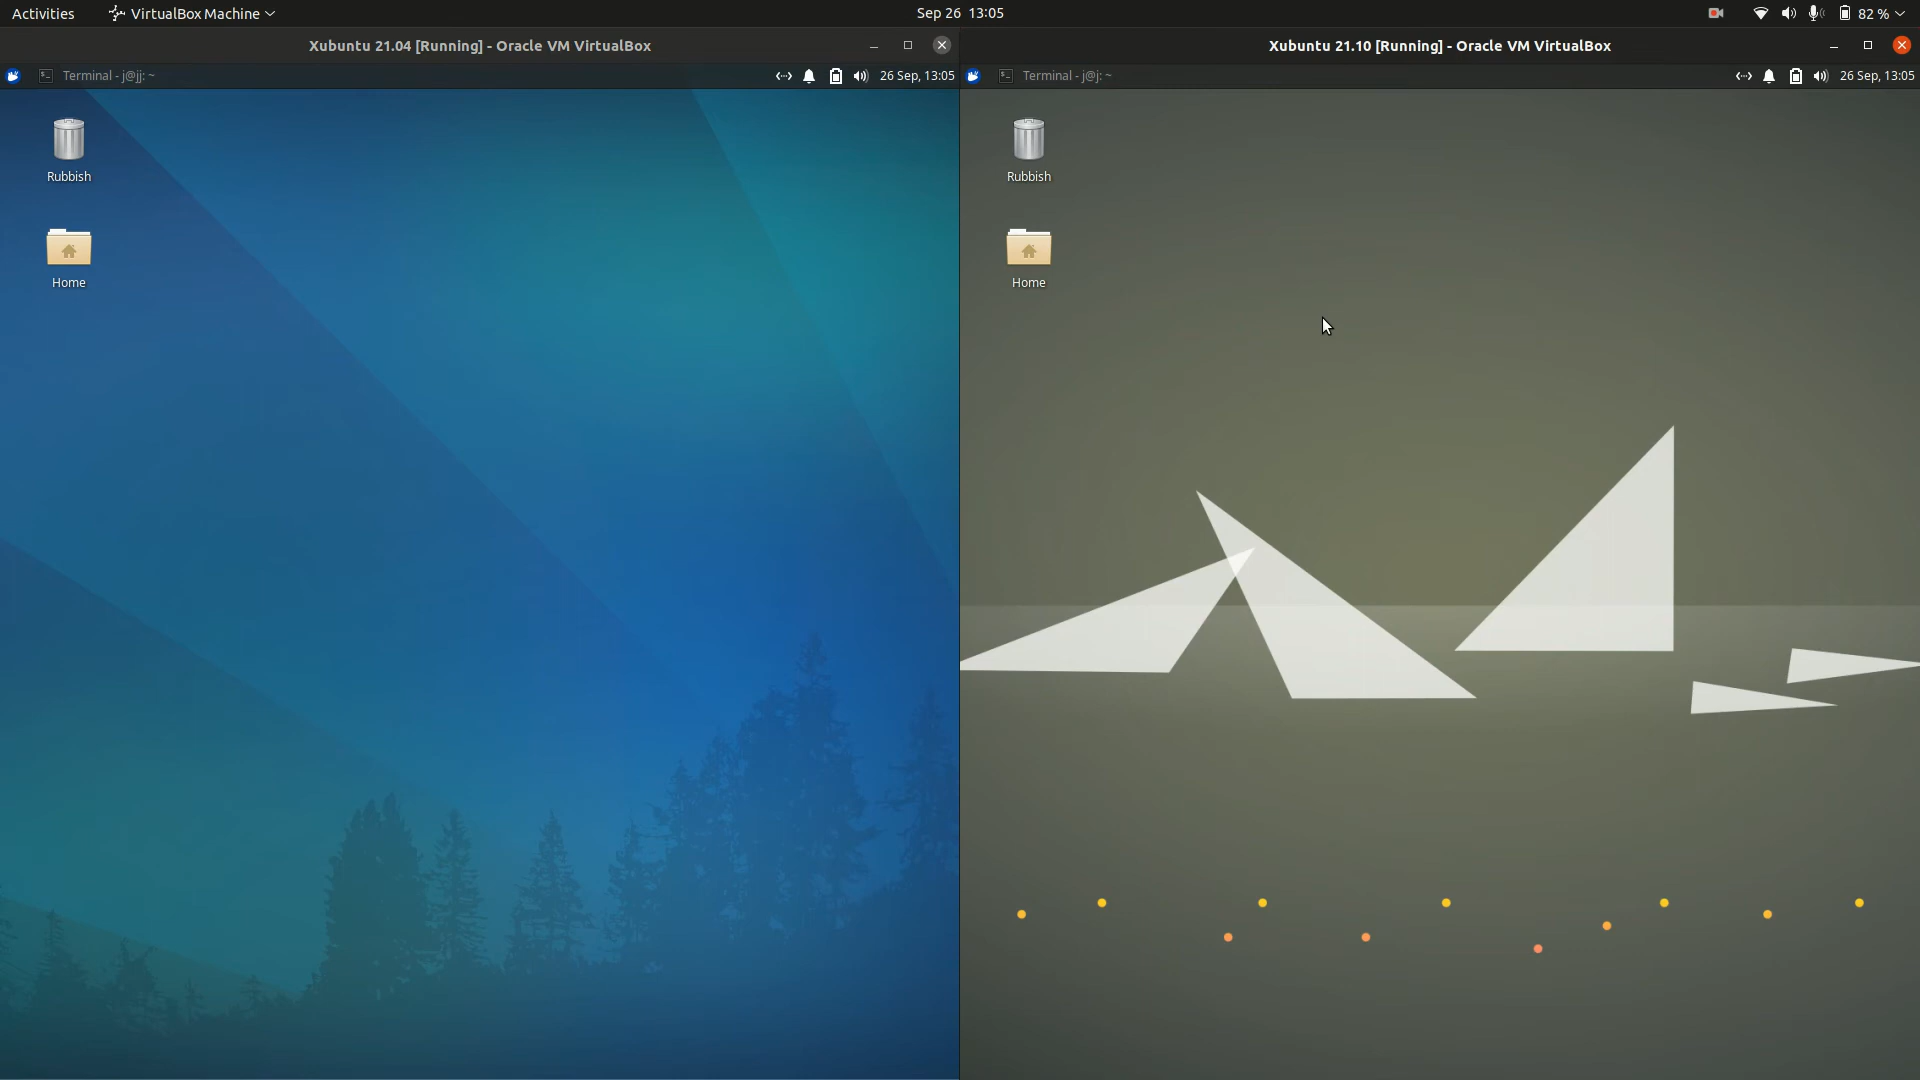 Activities
VirtualBox Machine
Sep 26 13:05
82 %
Xubuntu 21.04 [Running] - Oracle VM VirtualBox
Terminal - j@jj: ~
26 Sep, 13:05
Rubbish
Home
Xubuntu 21.10 [Running] - Oracle VM VirtualBox
Terminal - j@j: ~
26 Sep, 13:05
Rubbish
Home